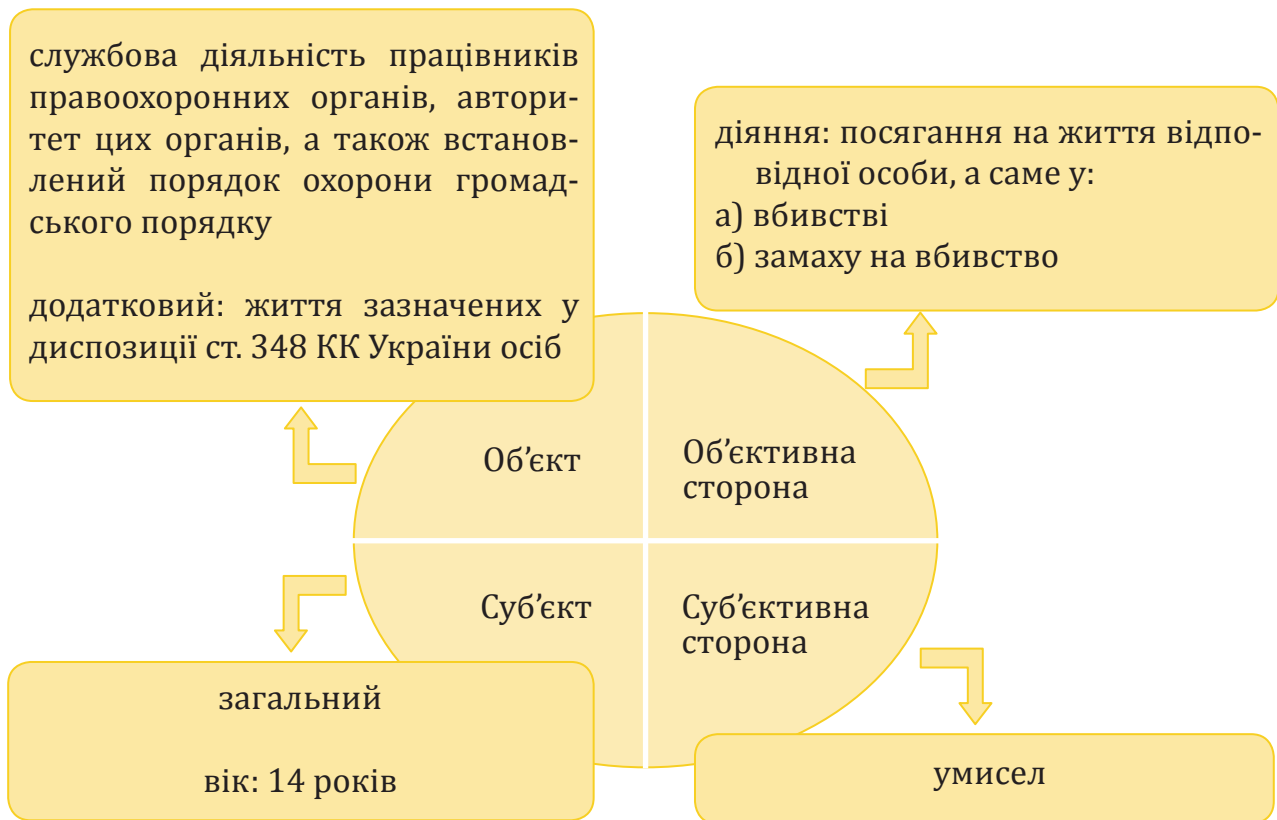 службова діяльність працівників
правоохоронних органів, автори-
тет цих органів, а також встанов-
лений порядок охорони громад-
ського порядку
додатковий: життя зазначених у
диспозиції ст. 348 КК України осіб
діяння: посягання на життя відпо-
відної особи, а саме у:
а) вбивстві
б) замаху на вбивство
Об’єкт
Об’єктивна
сторона
Суб’єкт
Суб’єктивна
сторона
загальний
вік: 14 років
умисел